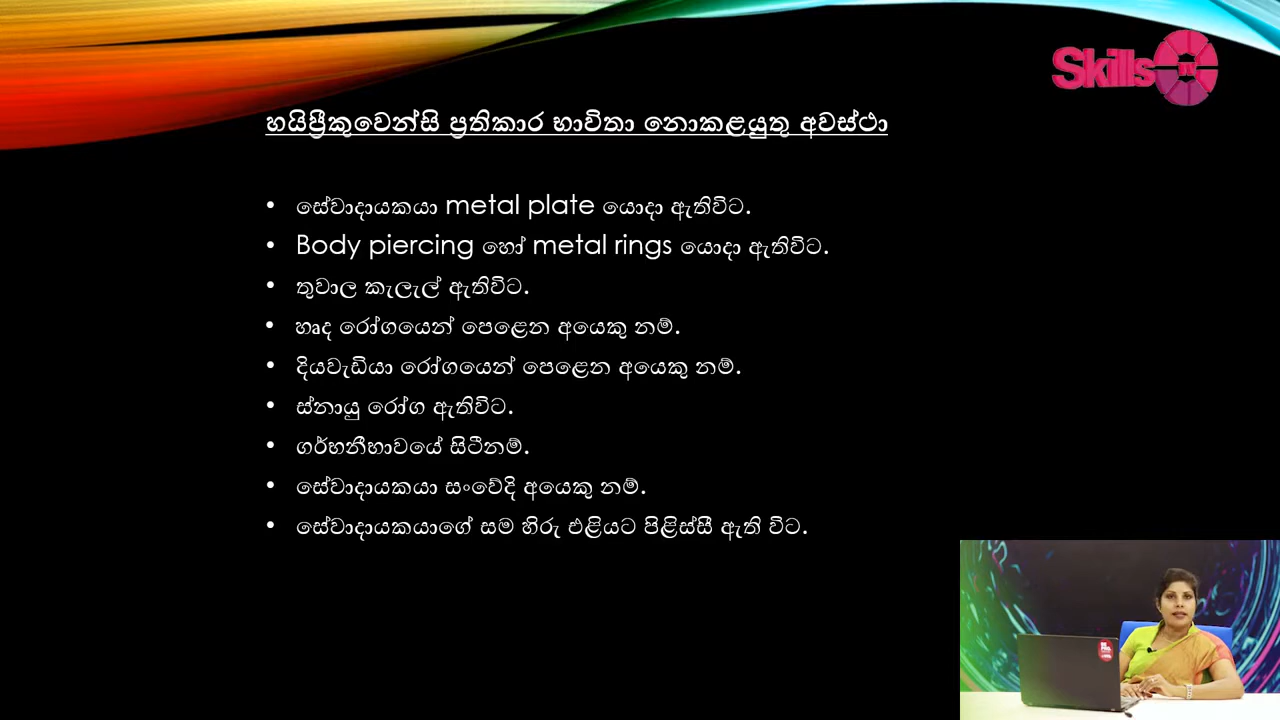 Skills TV
හයිප්‍රීකුවෙන්සි ප්‍රතිකාර භාවිතා නොකළයුතු අවස්ථා
• සේවාදායකයා metal plate යොදා ඇතිවිට.
• Body piercing හෝ metal rings යොදා ඇතිවිට.
• තුවාල කැලැල් ඇතිවිට.
• හෘද රෝගයෙන් පෙළෙන අයෙකු නම්.
• දියවැඩියා රෝගයෙන් පෙළෙන අයෙකු නම්.
• ස්නායු රෝග ඇතිවිට.
• ගර්භනීභාවයේ සිටීනම්.
• සේවාදායකයා සංවේදි අයෙකු නම්.
• සේවාදායකයාගේ සම හිරු එළියට පිළිස්සී ඇති විට.